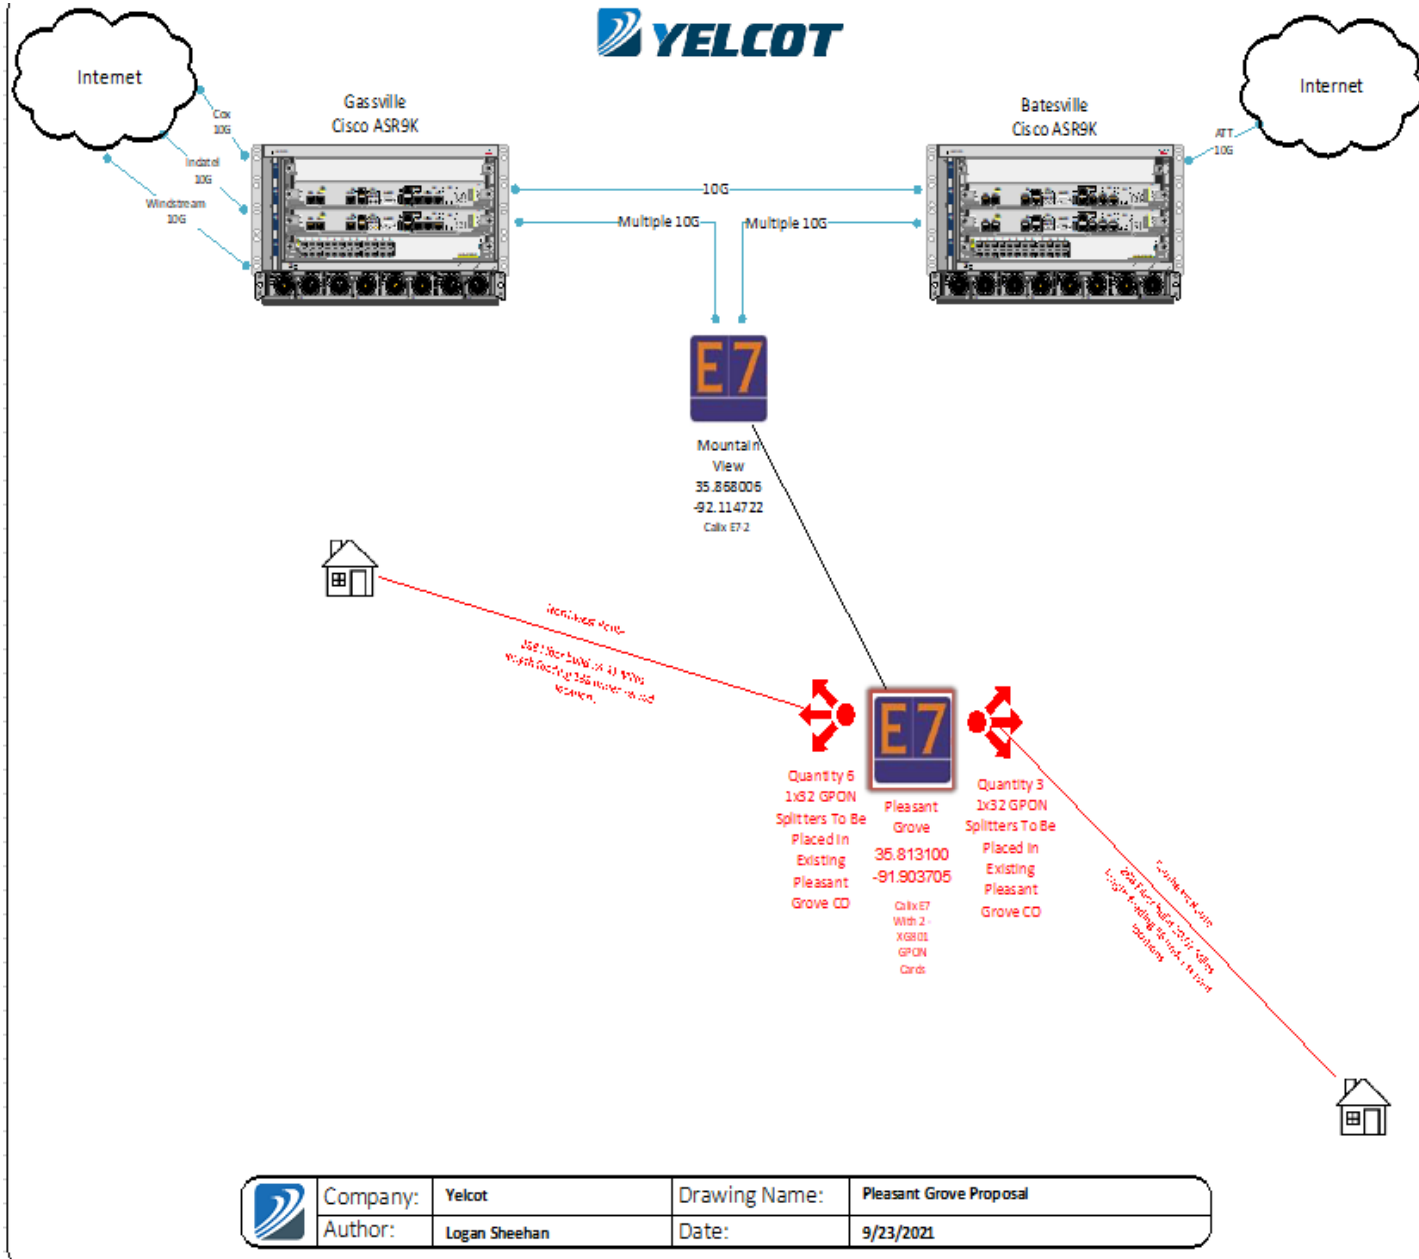 YELCOT
Internet
Internet
Gassville
Cisco ASR9K
Batesville
Cisco ASR9K
Cox
10G
Indatel
10G
Windstream
10G
ATT
10G
10G
Multiple 10G
Multiple 10G
E7
Mountain
View
35.868006
-92.114722
Calix E7-2
E7
Quantity 6
1x32 GPON
Splitters To Be
Placed In
Existing
Pleasant
Grove CO
Pleasant
Grove
35.813100
-91.903705
Calix E7
With 2 -
XG801
GPON
Cards
Quantity 3
1x32 GPON
Splitters To Be
Placed In
Existing
Pleasant
Grove CO
Company:
Yelcot
Drawing Name:
Pleasant Grove Proposal
Author:
Logan Sheehan
Date:
9/23/2021